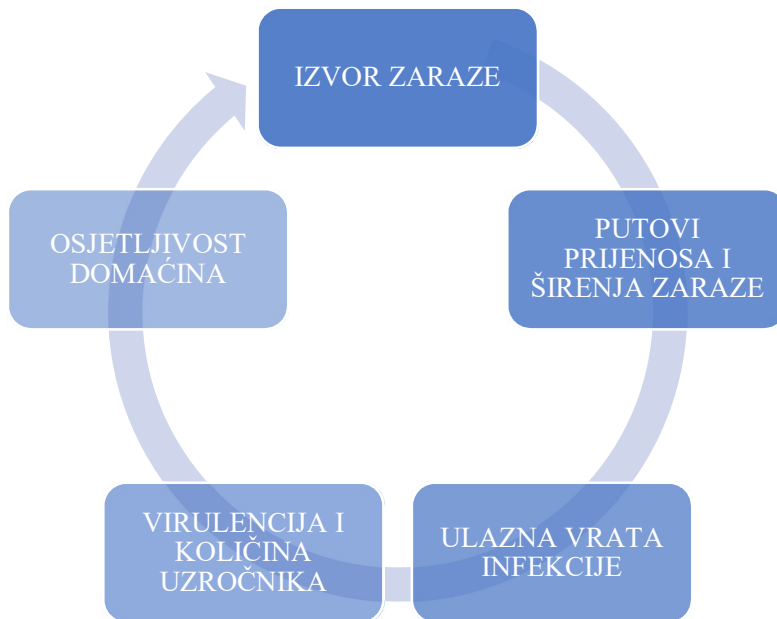 IZVOR ZARAZE
PUTOVI
PRIJENOSA I
ŠIRENJA ZARAZE
ULAZNA VRATA
INFEKCIJE
VIRULENCIJA I
KOLIČINA
UZROČNIKA
OSJETLJIVOST
DOMAĆINA